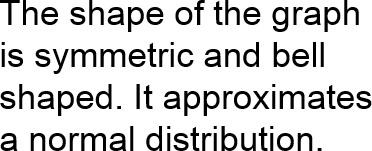 The shape of the graph
is symmetric and bell
shaped. It approximates
a normal distribution.